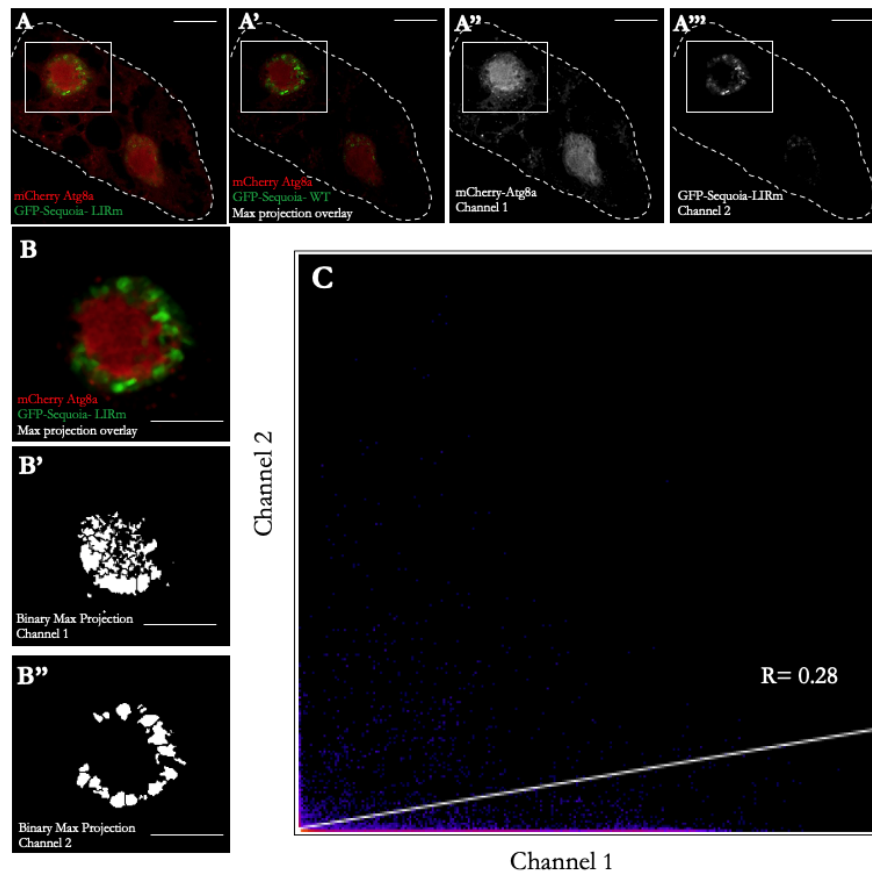 A
mCherry Atg8a
GFP-Sequoia- LIRm
A'
mCherry Atg8a
GFP-Sequoia- WT
Max projection overlay
A"
mCherry-Atg8a
Channel 1
A'"
GFP-Sequoia-LIRm
Channel 2
B
mCherry Atg8a
GFP-Sequoia- LIRm
Max projection overlay
B'
Binary Max Projection
Channel 1
B"
Binary Max Projection
Channel 2
C
Channel 2
R= 0.28
Channel 1